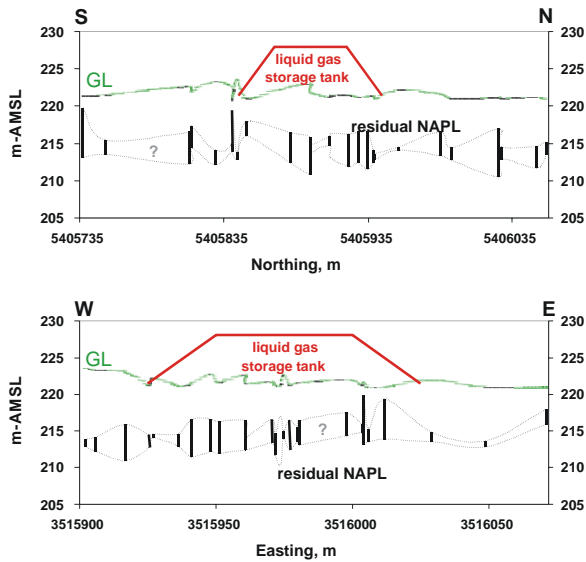 S
N
230
230
liquid gas
storage tank
225
225
GL
220
220
m-AMSL
residual NAPL
215
215
?
210
210
205
205
5405735
5405835
5405935
5406035
Northing, m
W
E
230
230
liquid gas
storage tank
225
225
GL
220
220
m-AMSL
215
215
?
residual NAPL
210
210
205
205
3515900
3515950
3516000
3516050
Easting, m